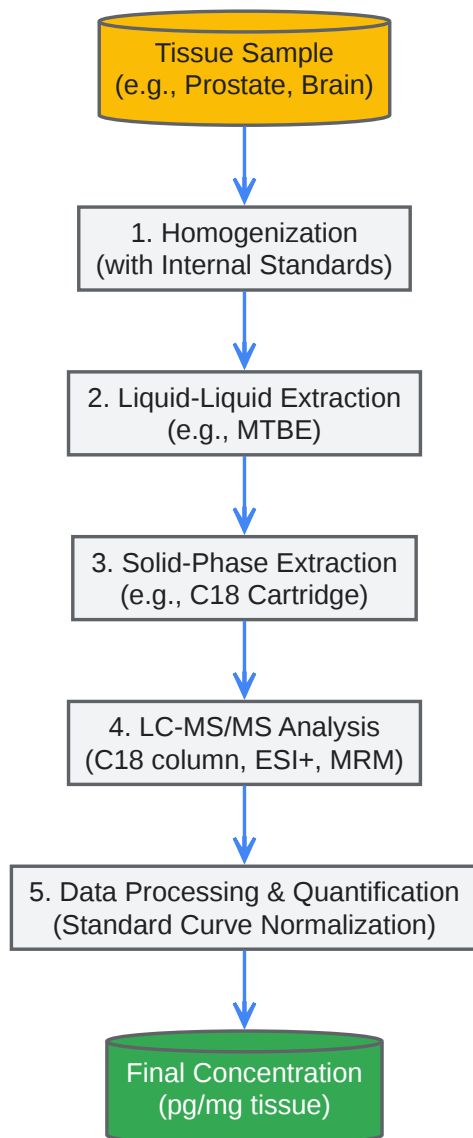 Tissue Sample
(e.g., Prostate, Brain)
1. Homogenization
(with Internal Standards)
2. Liquid-Liquid Extraction
(e.g., MTBE)
3. Solid-Phase Extraction
(e.g., C18 Cartridge)
4. LC-MS/MS Analysis
(C18 column, ESI+, MRM)
5. Data Processing & Quantification
(Standard Curve Normalization)
Final Concentration
(pg/mg tissue)